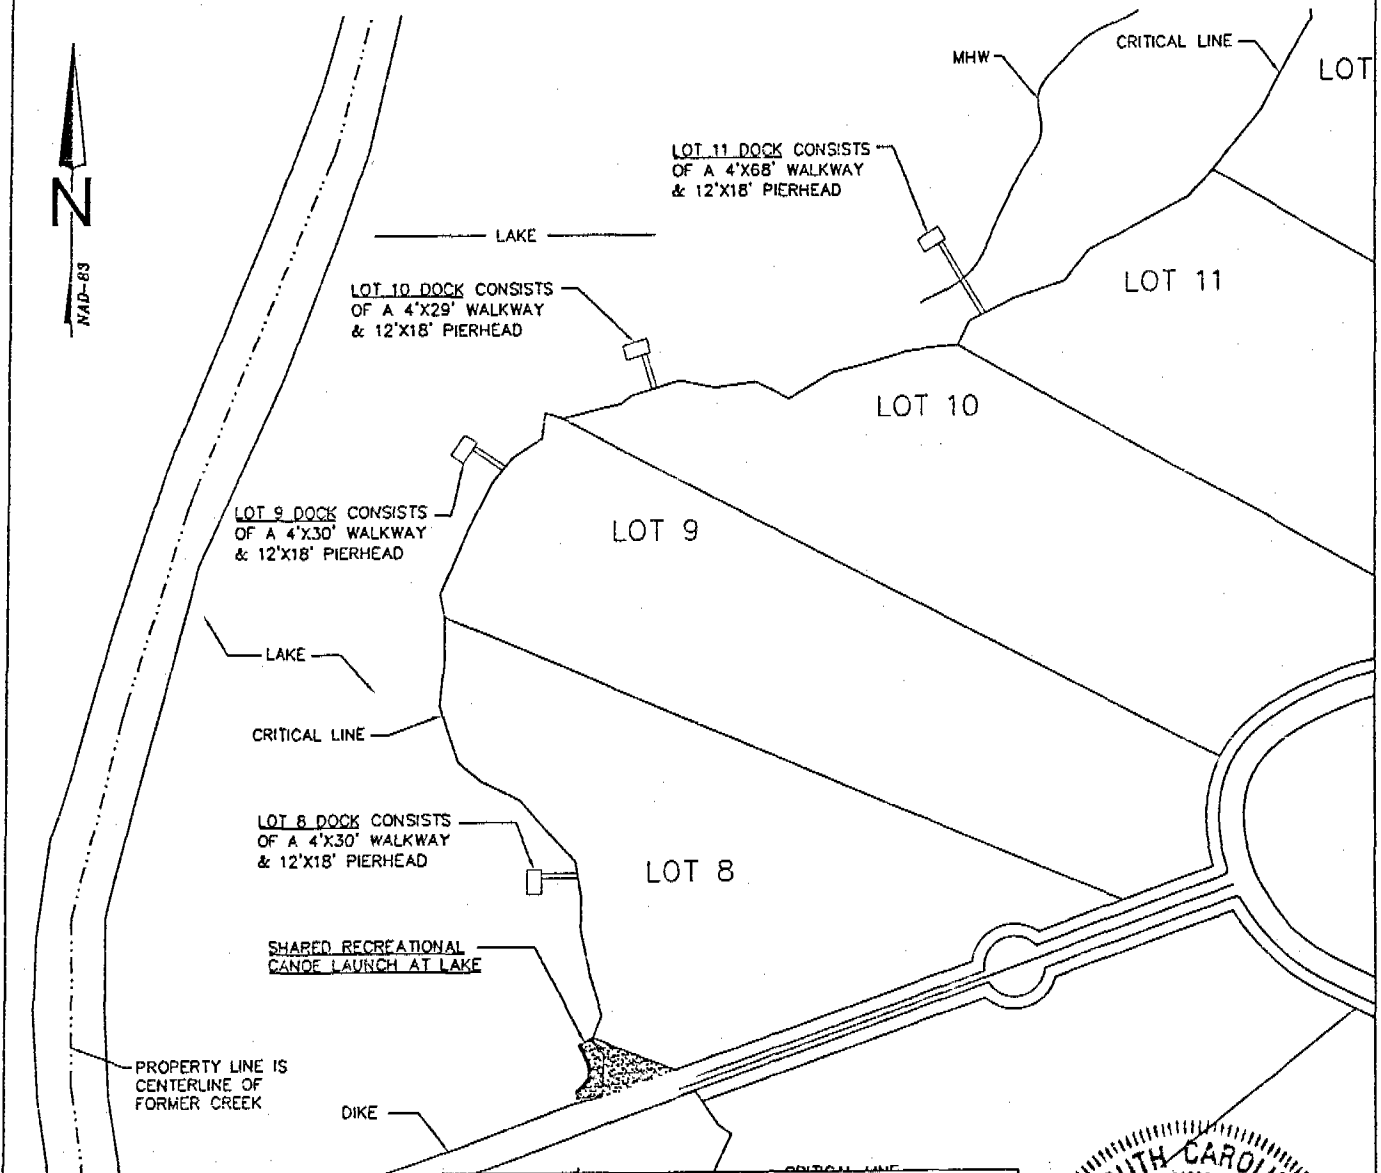 CRITICAL LINE
MHW
LOT
LOT 11 DOCK CONSISTS
OF A 4'X68' WALKWAY
& 12'X18' PIERHEAD
N
NAD-83
LAKE
LOT 11
LOT 10 DOCK CONSISTS
OF A 4'X29' WALKWAY
& 12'X18' PIERHEAD
LOT 10
LOT 9 DOCK CONSISTS
OF A 4'X30' WALKWAY
& 12'X18' PIERHEAD
LOT 9
LAKE
CRITICAL LINE
LOT 8 DOCK CONSISTS
OF A 4'X30' WALKWAY
& 12'X18' PIERHEAD
LOT 8
SHARED RECREATIONAL
CANOE LAUNCH AT LAKE
PROPERTY LINE IS
CENTERLINE OF
FORMER CREEK
DIKE
CRITICAL LINE
UTH CAROLI